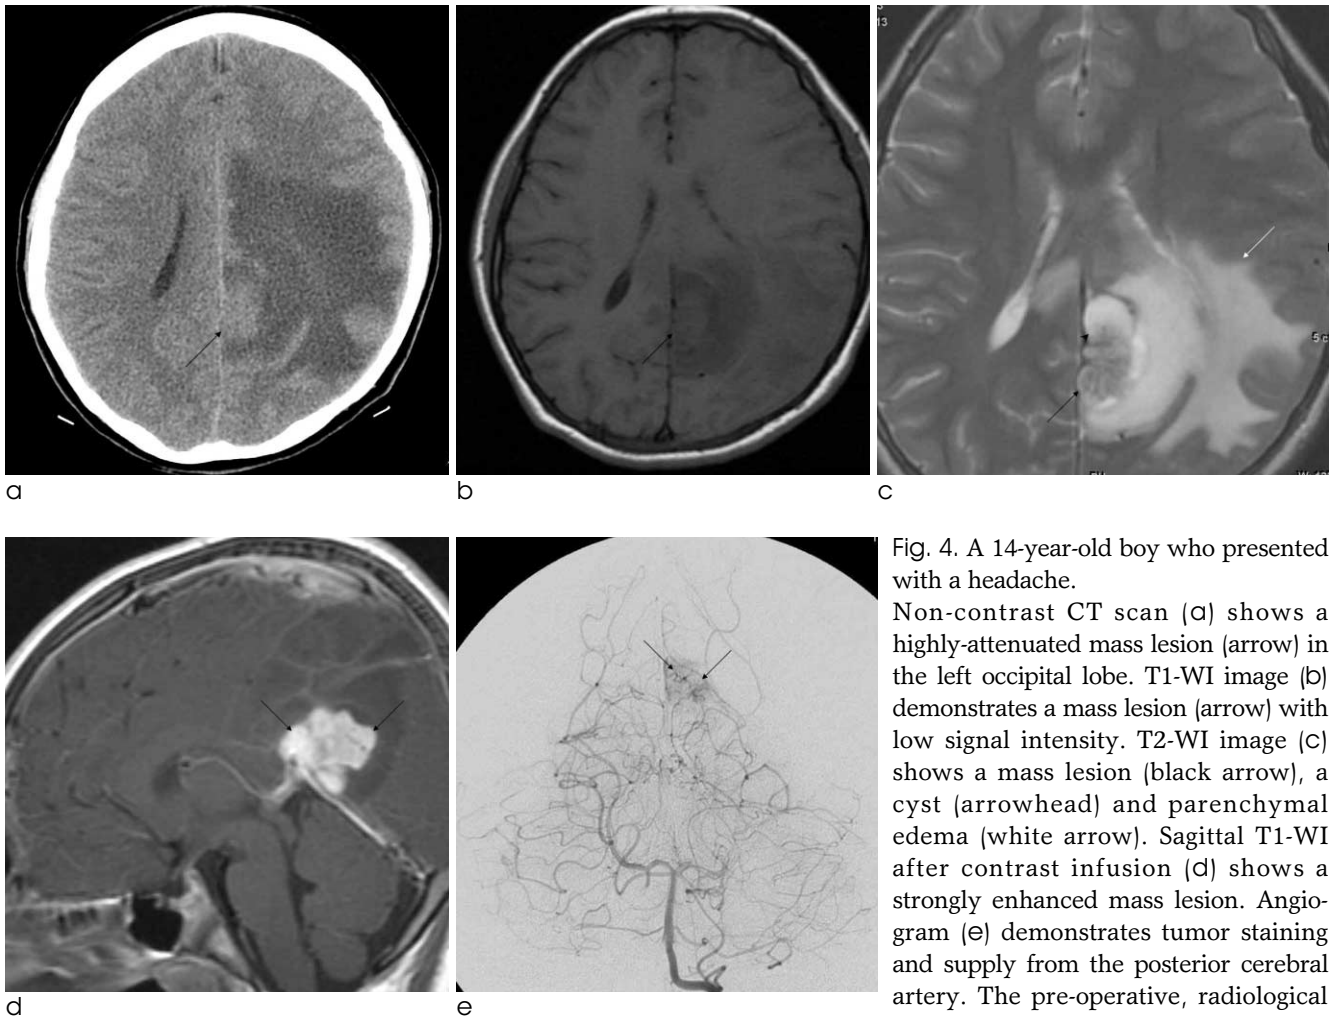 13
5 c
a
b
c
Fig. 4. A 14-year-old boy who presented
with a headache.
Non-contrast CT scan (a) shows a
highly-attenuated mass lesion (arrow) in
the left occipital lobe. T1-WI image (b)
demonstrates a mass lesion (arrow) with
low signal intensity. T2-WI image (c)
shows a mass lesion (black arrow), a
cyst (arrowhead) and parenchymal
edema (white arrow). Sagittal T1-WI
after contrast infusion (d) shows a
strongly enhanced mass lesion. Angio-
gram (e) demonstrates tumor staining
and supply from the posterior cerebral
artery. The pre-operative, radiological
d
e